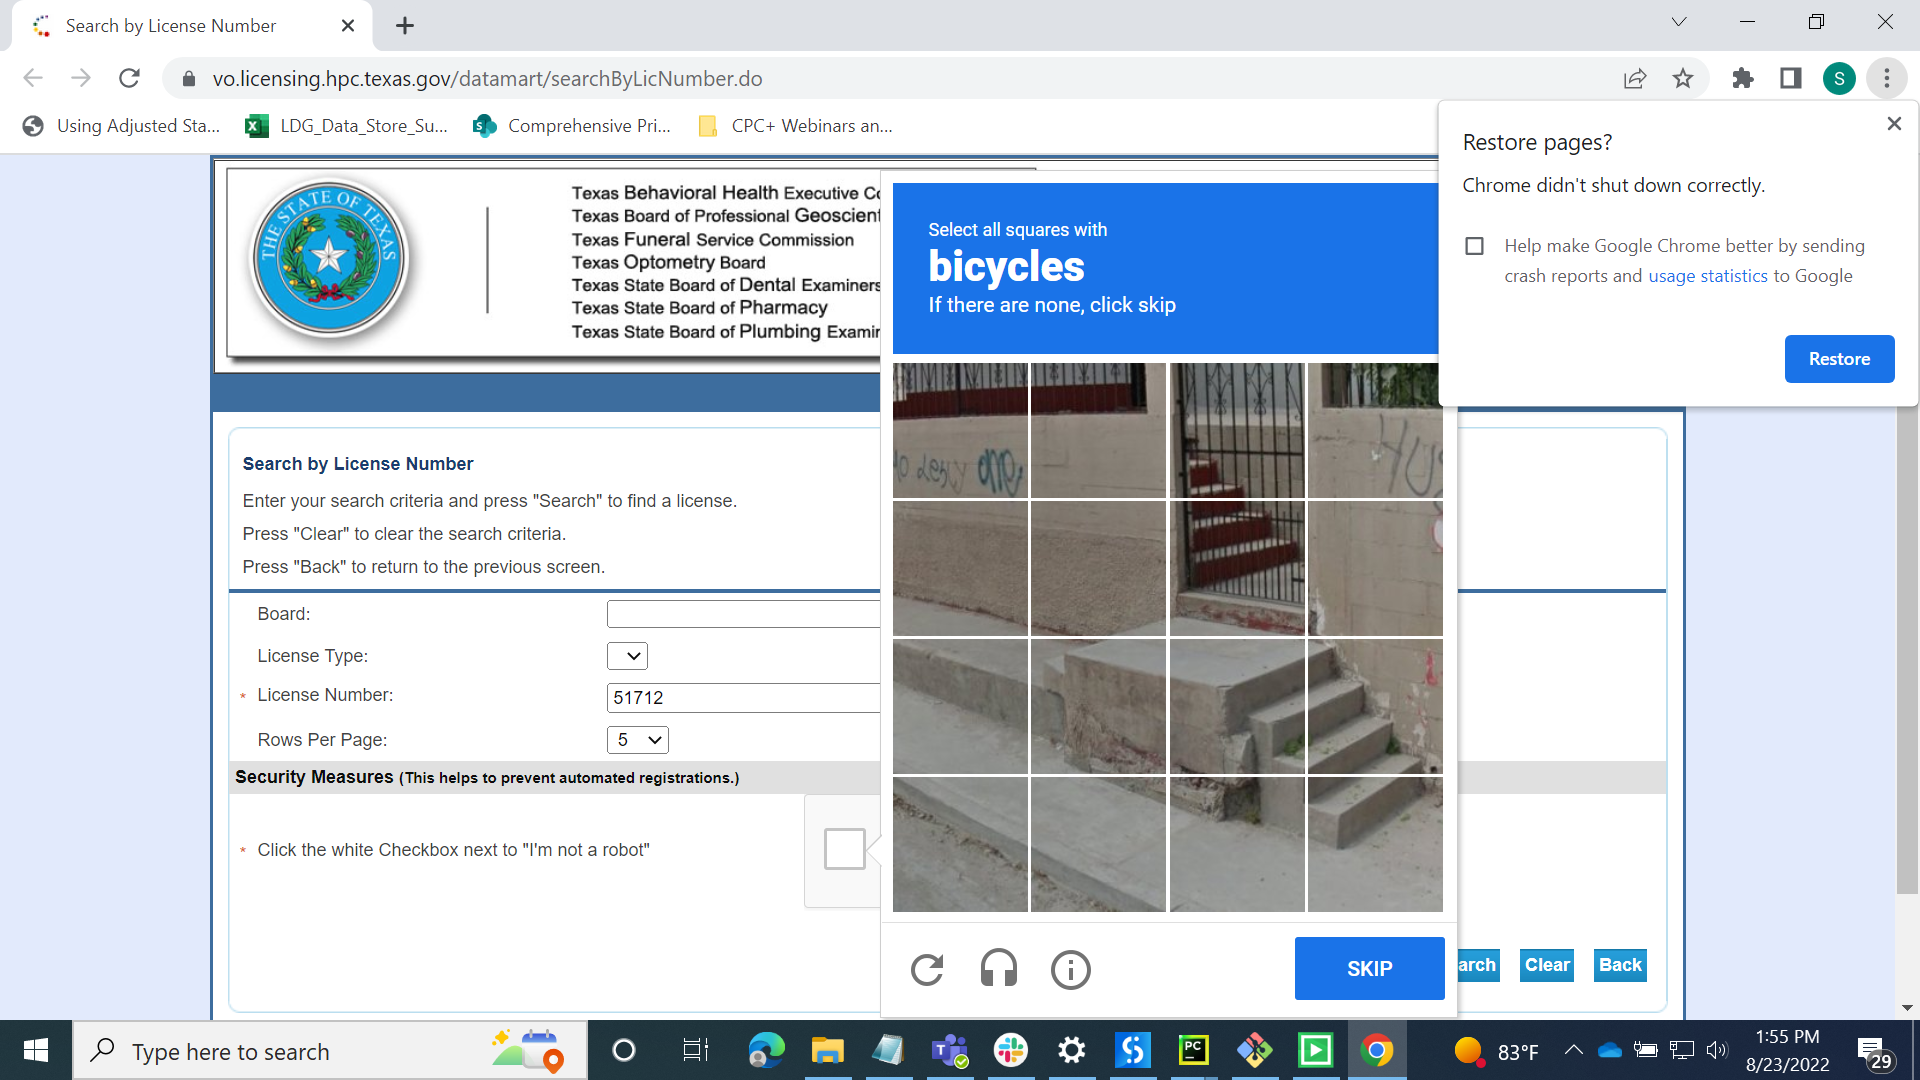 Search by License Number
vo.licensing.hpc.texas.gov/datamart/searchByLicNumber.do
S
Using Adjusted Sta...
LDG_Data_Store_Su...
Comprehensive Pri...
CPC+ Webinars an...
Restore pages?
Chrome didn't shut down correctly.
Help make Google Chrome better by sending
crash reports and usage statistics to Google
Restore
THE STATE OF TEXAS
Texas Behavioral Health Executive Co
Texas Board of Professional Geoscient
Texas Funeral Service Commission
Texas Optometry Board
Texas State Board of Dental Examiners
Texas State Board of Pharmacy
Texas State Board of Plumbing Examin
Select all squares with
bicycles
If there are none, click skip
Search by License Number
Enter your search criteria and press "Search" to find a license.
Press "Clear" to clear the search criteria.
Press "Back" to return to the previous screen.
Board:
License Type:
* License Number:
51712
Rows Per Page:
5
Security Measures (This helps to prevent automated registrations.)
* Click the white Checkbox next to "I'm not a robot"
SKIP
arch
Clear
Back
Type here to search
PC
83°F
1:55 PM
8/23/2022
29